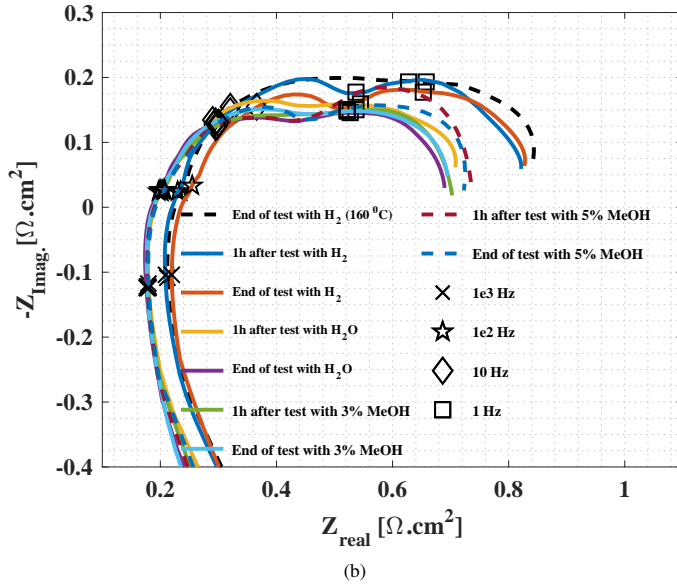 0.3
0.2
0.1
0
-0.1
-0.2
-0.3
-0.4
-Z_Imag. [Ω.cm²]
End of test with H₂ (160 ⁰C)
1h after test with H₂
End of test with H₂
1h after test with H₂O
End of test with H₂O
1h after test with 3% MeOH
End of test with 3% MeOH
1h after test with 5% MeOH
End of test with 5% MeOH
1e3 Hz
1e2 Hz
10 Hz
1 Hz
0.2 0.4 0.6 0.8 1
Z_real [Ω.cm²]
(b)